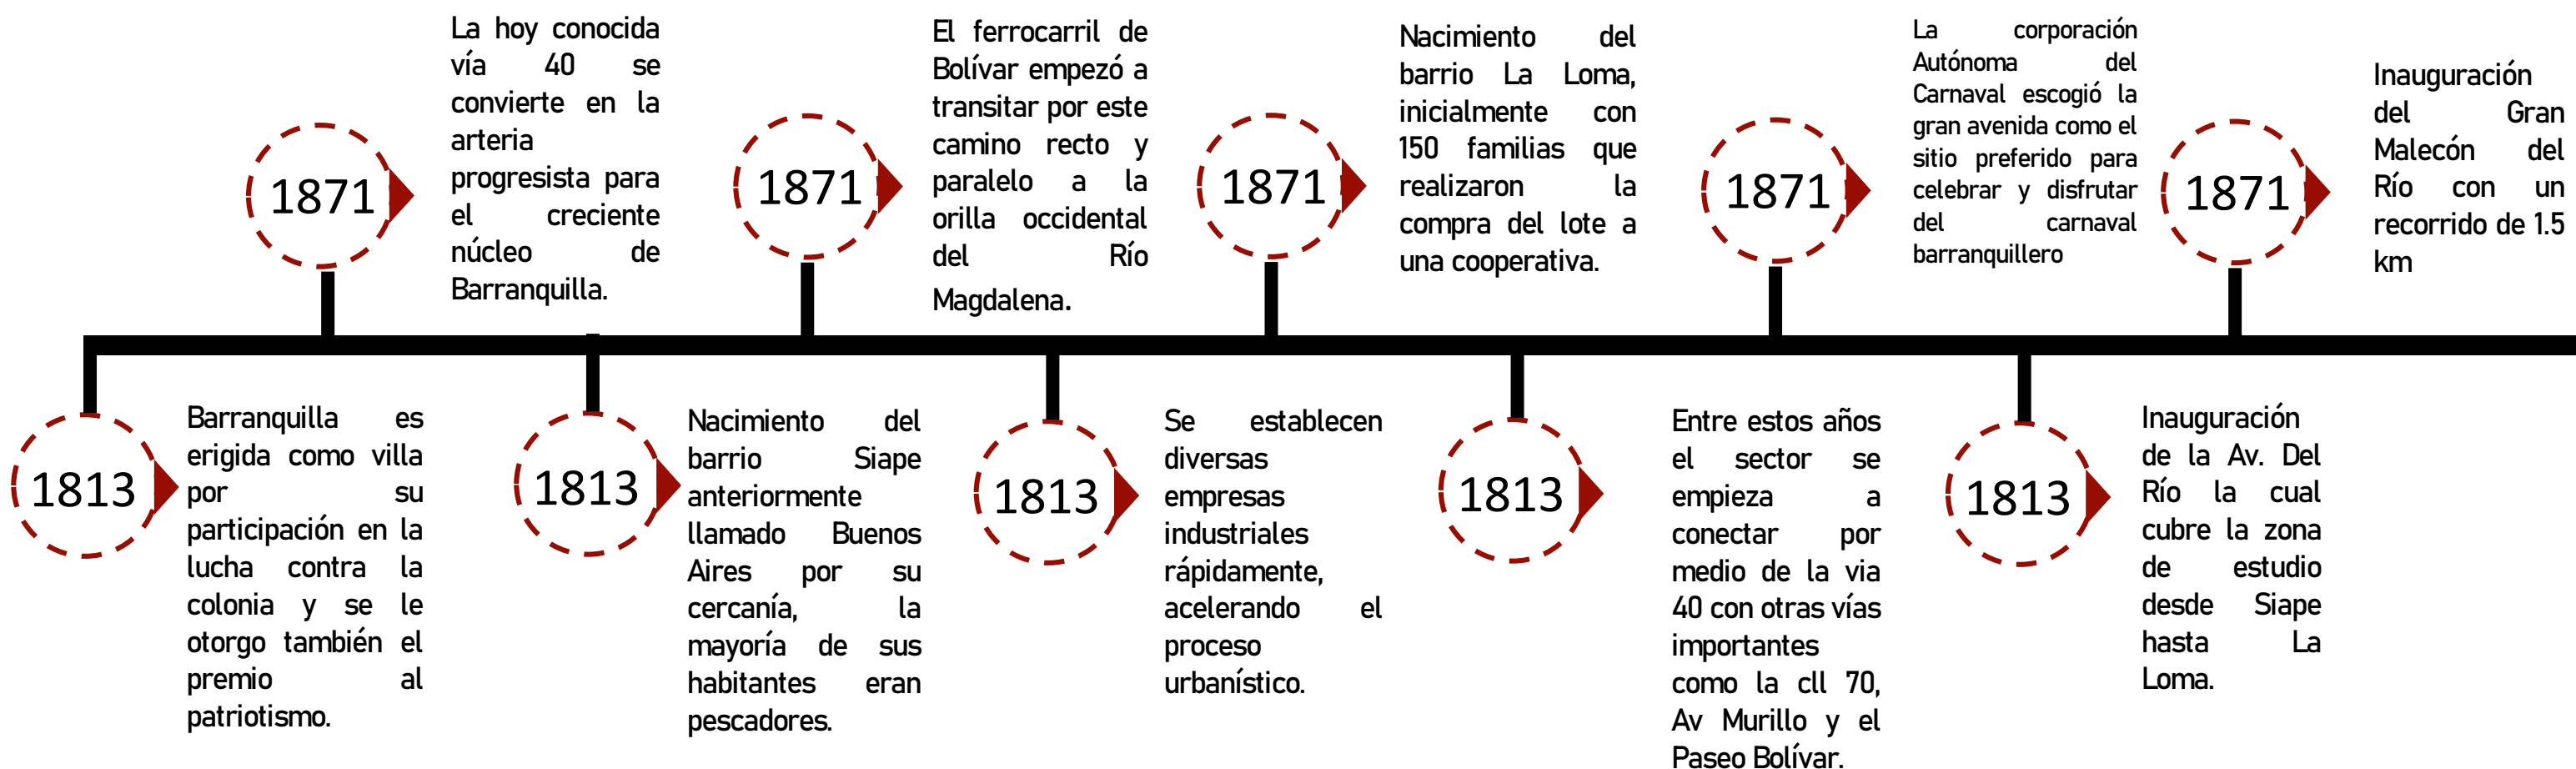 1871
La hoy conocida
vía 40 se
convierte en la
arteria
progresista para
el creciente
núcleo de
Barranquilla.
1871
El ferrocarril de
Bolívar empezó a
transitar por este
camino recto y
paralelo a la
orilla occidental
del Río
Magdalena.
1871
Nacimiento del
barrio La Loma,
inicialmente con
150 familias que
realizaron la
compra del lote a
una cooperativa.
1871
La corporación
Autónoma del
Carnaval escogió la
gran avenida como el
sitio preferido para
celebrar y disfrutar
del carnaval
barranquillero
1871
Inauguración
del Gran
Malecón del
Río con un
recorrido de 1.5
km
1813
Barranquilla es
erigida como villa
por su
participación en la
lucha contra la
colonia y se le
otorgo también el
premio al
patriotismo.
1813
Nacimiento del
barrio Siape
anteriormente
llamado Buenos
Aires por su
cercanía, la
mayoría de sus
habitantes eran
pescadores.
1813
Se establecen
diversas
empresas
industriales
rápidamente,
acelerando el
proceso
urbanístico.
1813
Entre estos años
el sector se
empieza a
conectar por
medio de la via
40 con otras vías
importantes
como la cll 70,
Av Murillo y el
Paseo Bolívar.
1813
Inauguración
de la Av. Del
Río la cual
cubre la zona
de estudio
desde Siape
hasta La
Loma.